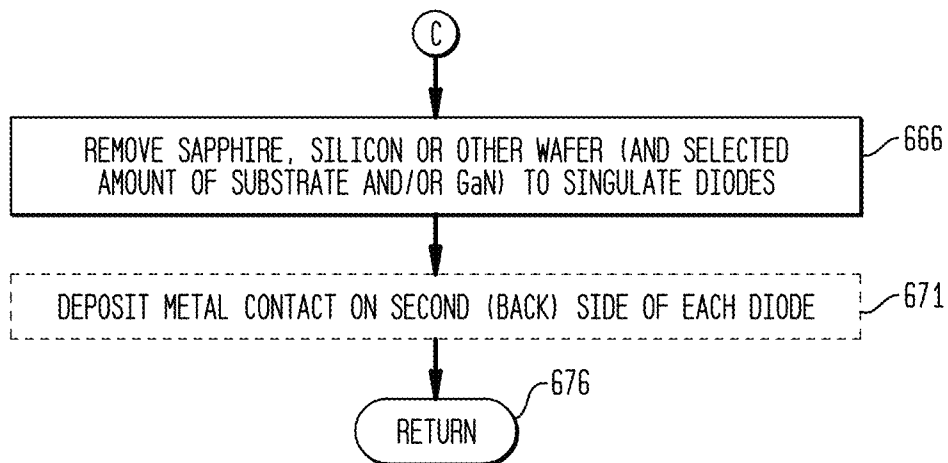 C
REMOVE SAPPHIRE, SILICON OR OTHER WAFER (AND SELECTED
AMOUNT OF SUBSTRATE AND/OR GaN) TO SINGULATE DIODES
666
DEPOSIT METAL CONTACT ON SECOND (BACK) SIDE OF EACH DIODE
671
676
RETURN